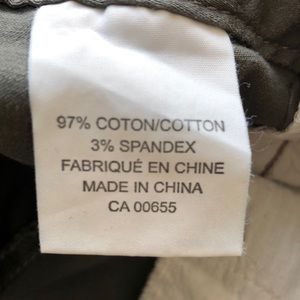 97% COTON/COTTON
3% SPANDEX
FABRIQUÉ EN CHINE
MADE IN CHINA
CA 00655